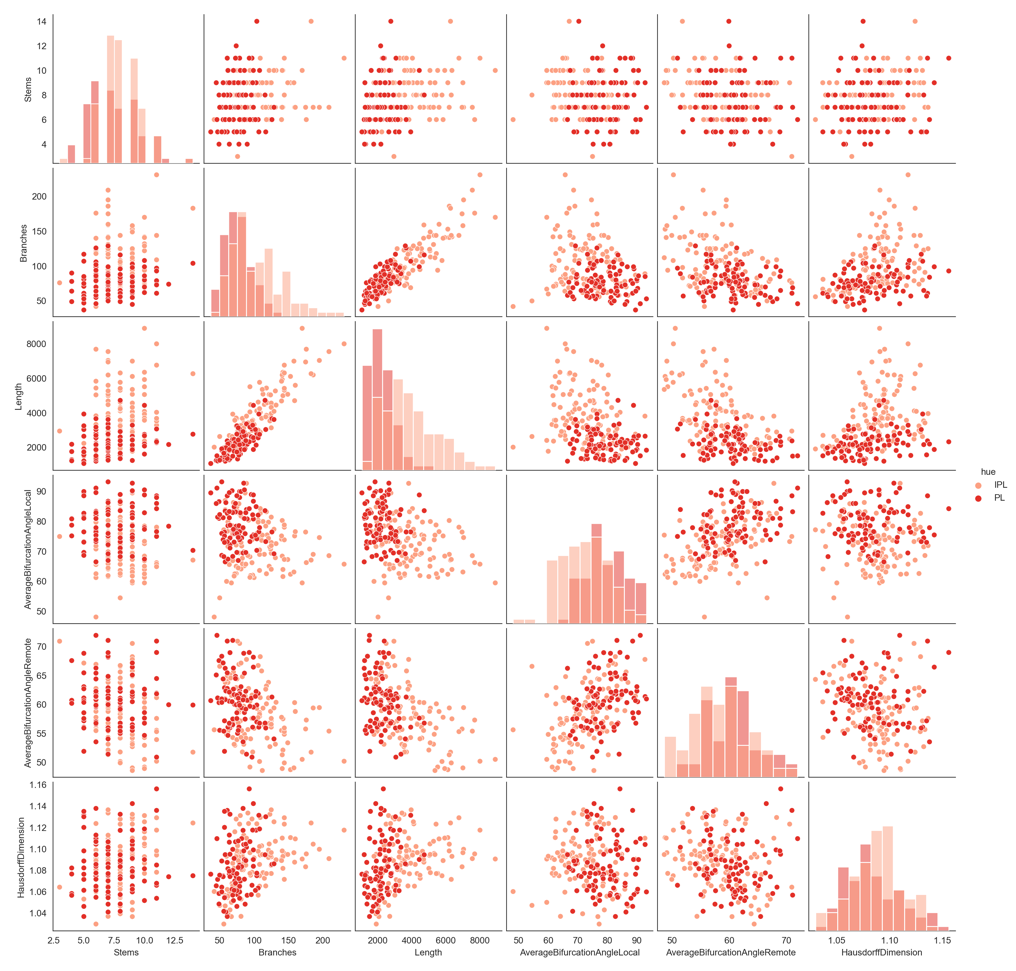 Stems
14
12
10
8
6
4
Branches
200
150
100
50
Length
8000
6000
4000
2000
AverageBifurcationAngleLocal
90
80
70
60
50
AverageBifurcationAngleRemote
70
65
60
55
50
HausdorffDimension
1.16
1.14
1.12
1.10
1.08
1.06
1.04
2.5 5.0 7.5 10.0 12.5
50 100 150 200
2000 4000 6000 8000
50 60 70 80 90
50 60 70
1.05 1.10 1.15
Stems
Branches
Length
AverageBifurcationAngleLocal
AverageBifurcationAngleRemote
HausdorffDimension
hue
IPL
PL